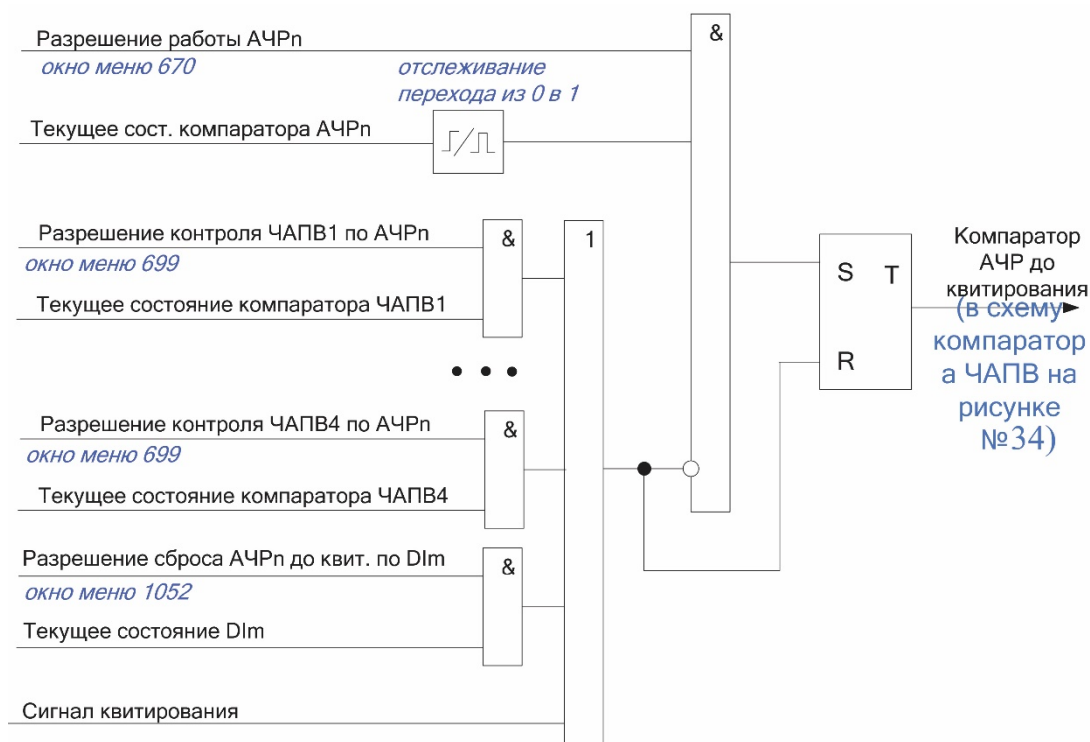 Разрешение работы АЧРn
&
окно меню 670
отслеживание
перехода из 0 в 1
Текущее сост. компаратора АЧРn
Разрешение контроля ЧАПВ1 по АЧРn
&
1
окно меню 699
Текущее состояние компаратора ЧАПВ1
Разрешение контроля ЧАПВ4 по АЧРn
&
окно меню 699
Текущее состояние компаратора ЧАПВ4
Разрешение сброса АЧРn до квит. по DIm
&
окно меню 1052
Текущее состояние DIm
Сигнал квитирования
S T
R
Компаратор
АЧР до
квитирования
(в схему
компаратор
а ЧАПВ на
рисунке
№34)